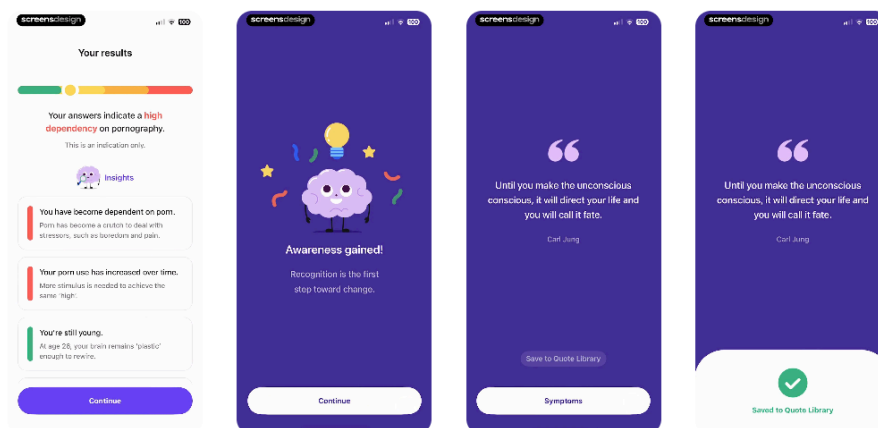 screensdesign
100
Your results
Your answers indicate a high
dependency on pornography.
This is an indication only.
Insights
You have become dependent on porn.
Porn has become a crutch to deal with
stressors, such as boredom and pain.
Your porn use has increased over time.
More stimulus is needed to achieve the
same 'high'.
You're still young.
At age 28, your brain remains 'plastic'
enough to rewire.
Continue
screensdesign
100
Awareness gained!
Recognition is the first
step toward change.
Continue
screensdesign
100
Until you make the unconscious
conscious, it will direct your life and
you will call it fate.
Carl Jung
Save to Quote Library
Symptoms
screensdesign
100
Until you make the unconscious
conscious, it will direct your life and
you will call it fate.
Carl Jung
Saved to Quote Library